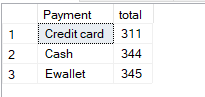 Payment total
1 Credit card 311
2 Cash 344
3 Ewallet 345